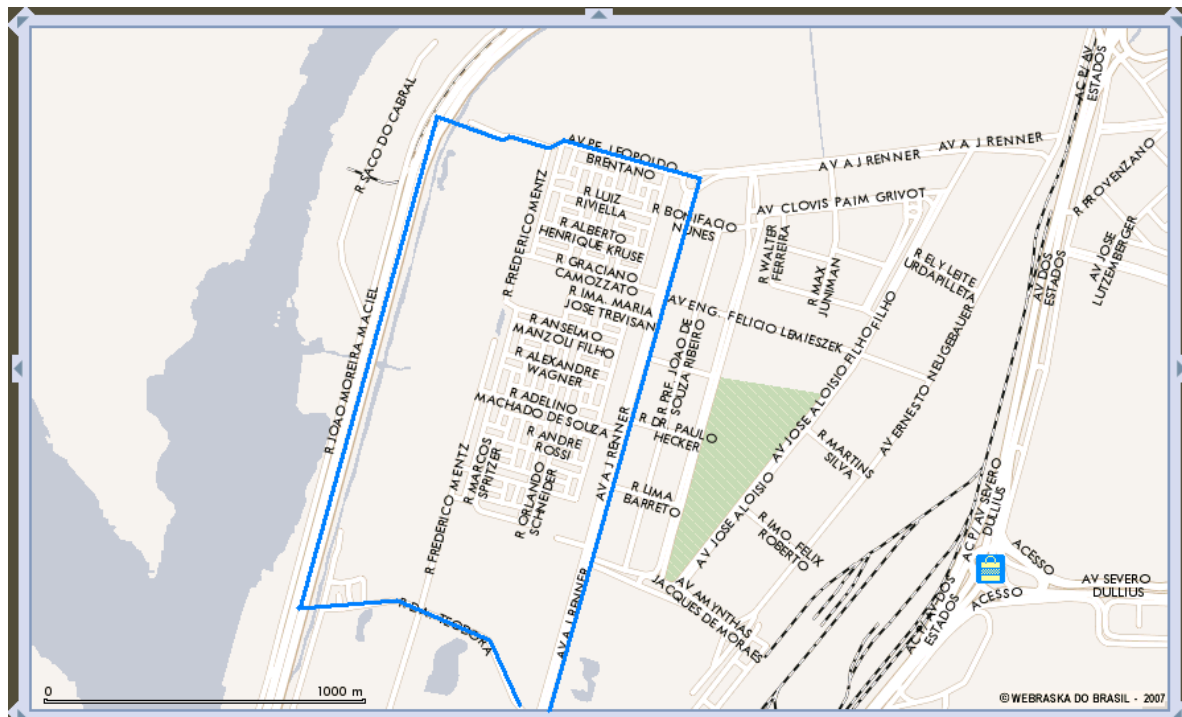 R SACO DO CABRAL
AC P/ AV
ESTADOS
AV PE. LEOPOLDO
BRENTANO
AV A J RENNER
AV A J RENNER
R PROVENZANO
R LUIZ
RIVIELLA
R BONIFACIO
NUNES
AV CLOVIS PAIM GRIVOT
R FREDERICO MENTZ
R ALBERTO
HENRIQUE KRUSE
R WALTER
FERREIRA
R MAX
JUNIMAN
R ELY LEITE
URDAPILLETA
AV DOS
ESTADOS
AV JOSE
LUTZEMBERGER
R GRACIANO
CAMOZZATO
R IMA. MARIA
JOSE TREVISAN
AV ENG. FELICIO LEMIESZEK
R JOAO MOREIRA MACIEL
R ANSELMO
MANZOLI FILHO
R PRF. JOAO DE
SOUZA RIBEIRO
FILHO
AV JOSE ALOISIO FILHO
AV ERNESTO NEUGEBAUER
R ALEXANDRE
WAGNER
R ADELINO
MACHADO DE SOUZA
R DR. PAULO
HECKER
R ANDRE
ROSSI
R MARTINS
SILVA
R MARCOS
SPRITZER
R ORLANDO
SCHNEIDER
AV A J RENNER
R LIMA
BARRETO
AV JOSE ALOISIO
R FREDERICO MENTZ
R IMO. FELIX
ROBERTO
AC P/ AV SEVERO
DULLIUS
ACESSO
AV SEVERO
DULLIUS
ACESSO
AC P/ AV DOS
ESTADOS
AV AMYNTHAS
JACQUES DE MORAES
R DA. TEODORA
AV A J RENNER
0 1000 m
© WEBRASKA DO BRASIL - 2007